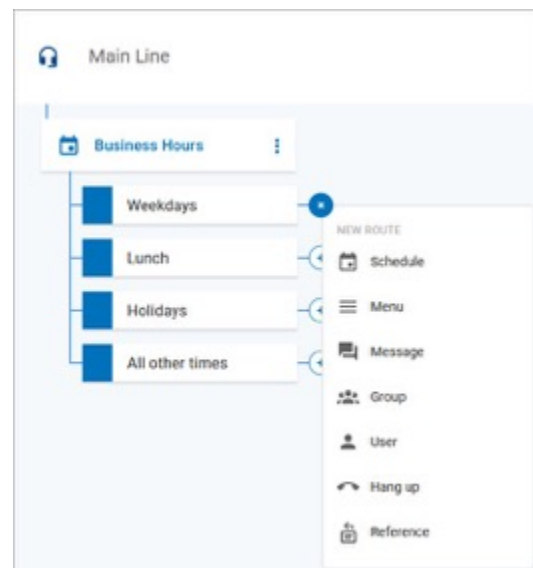 Main Line
Business Hours
Weekdays
NEW ROUTE
Lunch
Schedule
Holidays
Menu
All other times
Message
Group
User
Hang up
Reference